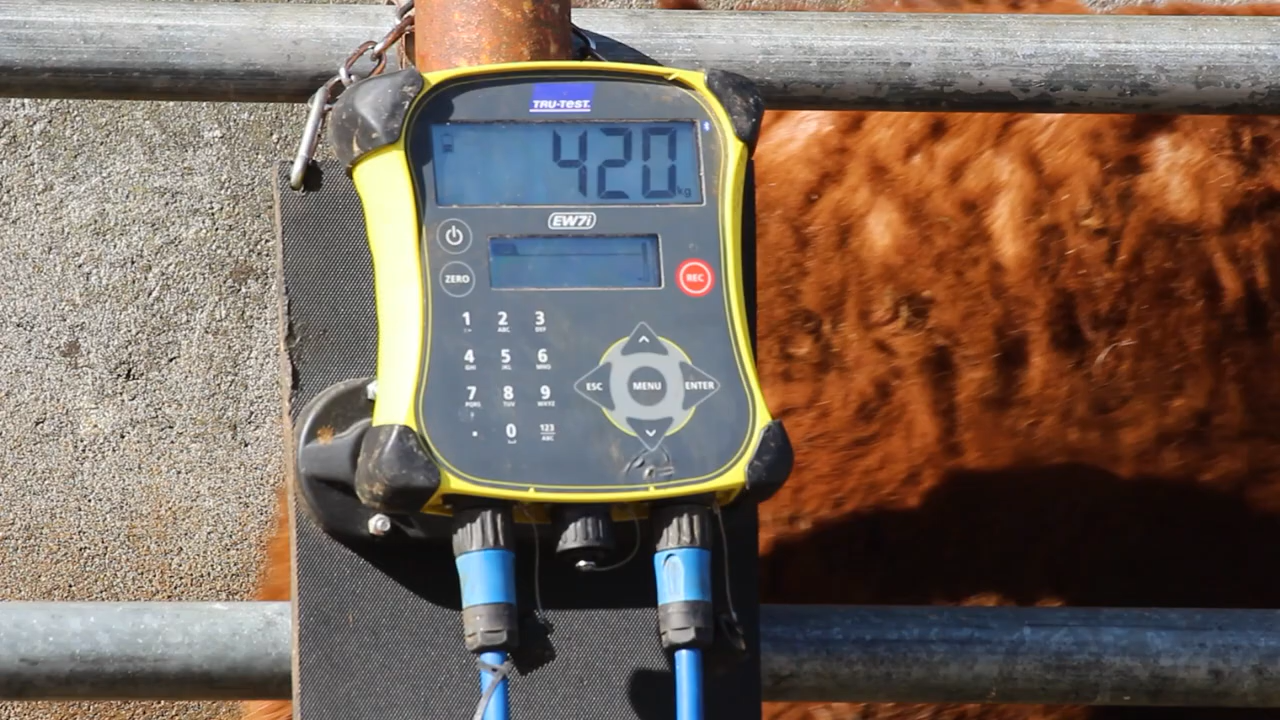 TRU-TEST
420 kg
EW7i
ZERO
REC
1 2 3
ABC DEF
4 5 6
GHI JKL MNO
ESC MENU ENTER
7 8 9
PQRS TUV WXYZ
. 0 123
ABC